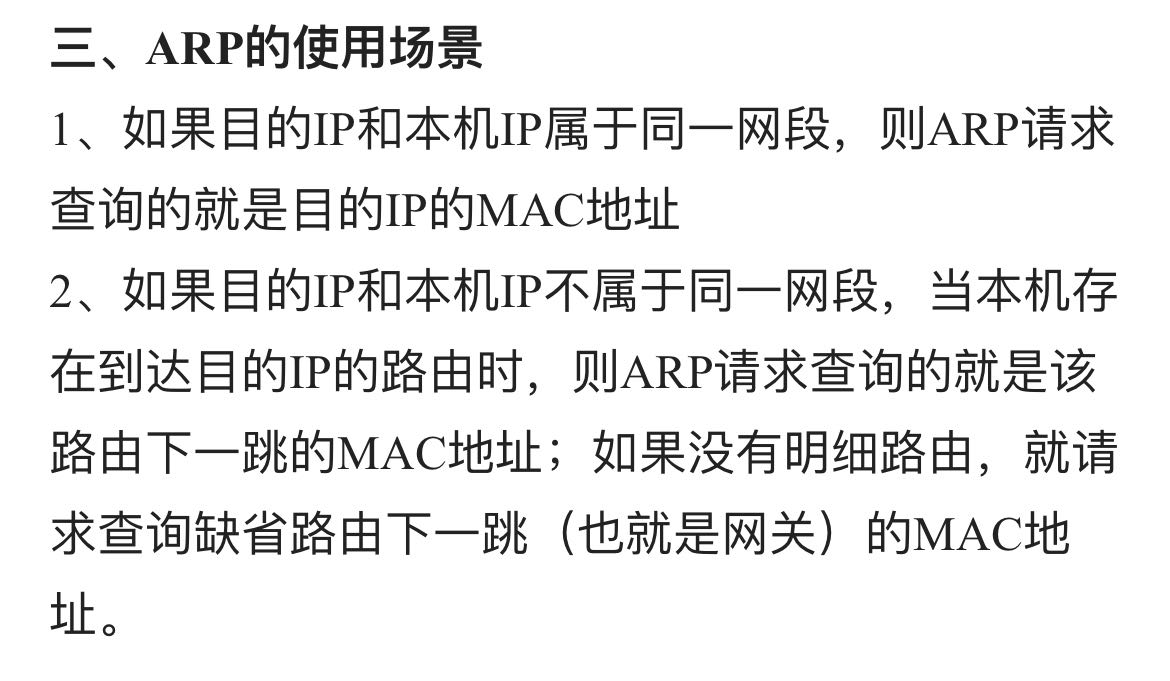 三、ARP的使用场景
1、如果目的IP和本机IP属于同一网段，则ARP请求
查询的就是目的IP的MAC地址
2、如果目的IP和本机IP不属于同一网段，当本机存
在到达目的IP的路由时，则ARP请求查询的就是该
路由下一跳的MAC地址；如果没有明细路由，就请
求查询缺省路由下一跳（也就是网关）的MAC地
址。